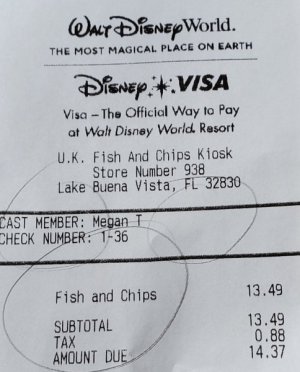 Walt Disney World.
THE MOST MAGICAL PLACE ON EARTH
Disney VISA
Visa – The Official Way to Pay
at Walt Disney World Resort
U.K. Fish And Chips Kiosk
Store Number 938
Lake Buena Vista, FL 32830
CAST MEMBER: Megan T
CHECK NUMBER: 1-36
Fish and Chips 13.49
SUBTOTAL 13.49
TAX 0.88
AMOUNT DUE 14.37